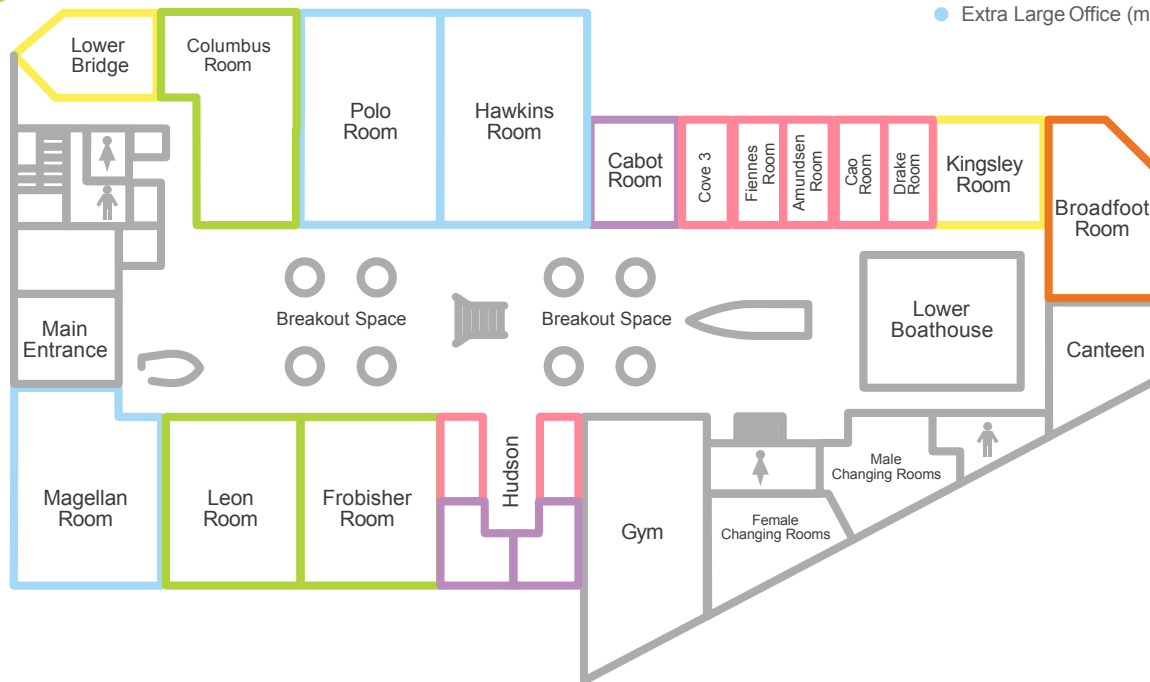 Extra Large Office (m
Lower
Bridge
Columbus
Room
Polo
Room
Hawkins
Room
Cabot
Room
Cove 3
Fiennes
Room
Amundsen
Room
Cao
Room
Drake
Room
Kingsley
Room
Broadfoot
Room
Breakout Space
Breakout Space
Lower
Boathouse
Main
Entrance
Canteen
Magellan
Room
Leon
Room
Frobisher
Room
Hudson
Gym
Male
Changing Rooms
Female
Changing Rooms